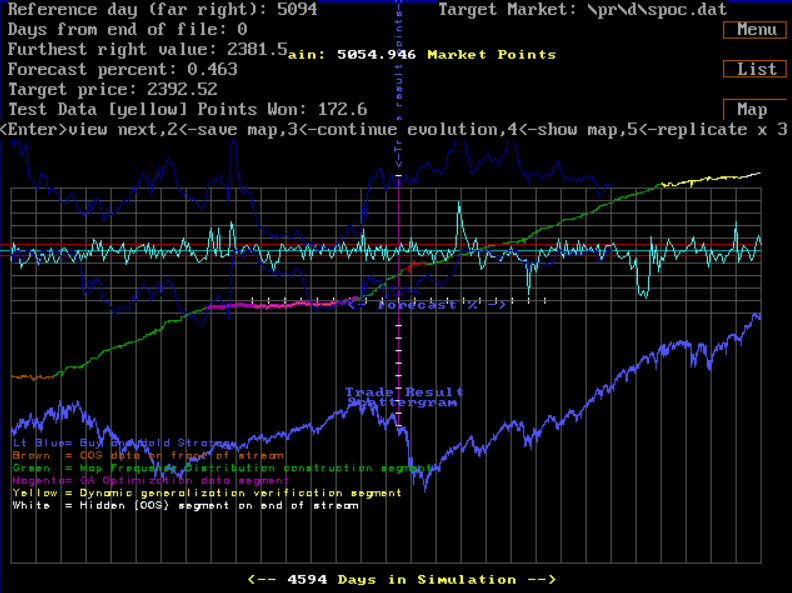 Reference day (far right): 5094
Target Market: \pr\d\spoc.dat
Days from end of file: 0
Menu
Furthest right value: 2381.5
ain: 5054.946 Market Points
Forecast percent: 0.463
List
Target price: 2392.52
Test Data [yellow] Points Won: 172.6
Map
<Enter>view next,2<-save map,3<-continue evolution,4<-show map,5<-replicate x 3
<- Forecast % ->
Trade Result
Scattergram
Lt Blue= Buy and Hold Strategy
Brown = OOS data on front of stream
Green = Map Frequency Distribution construction segment
Magenta= GA Optimization data segment
Yellow = Dynamic generalization verification segment
White = Hidden (OOS) segment on end of stream
<-- 4594 Days in Simulation -->